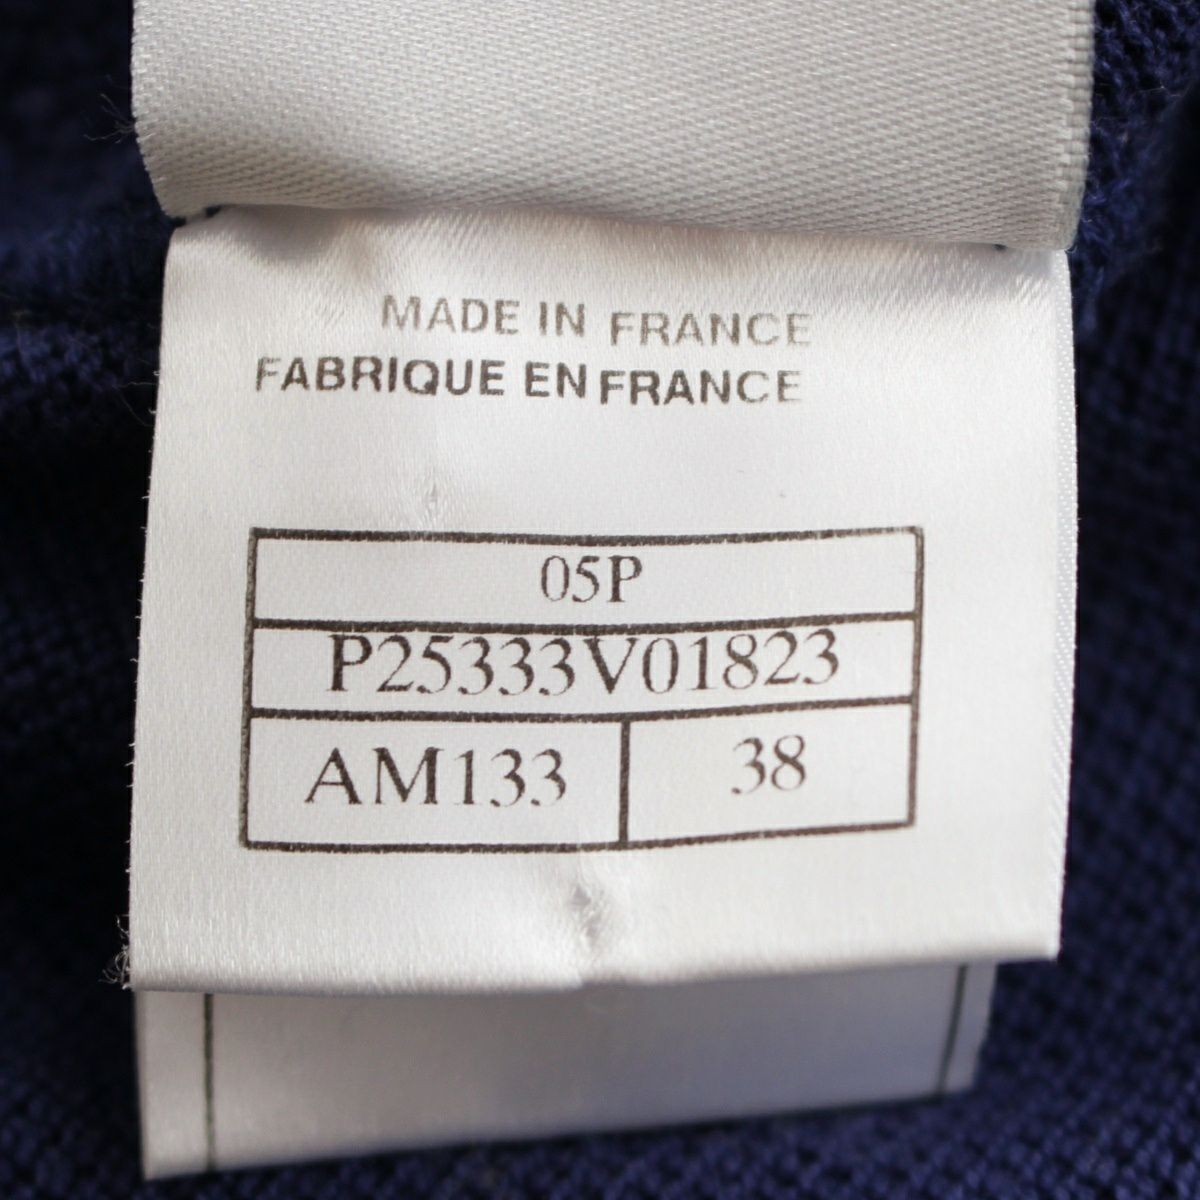 MADE IN FRANCE
FABRIQUE EN FRANCE
05P
P25333V01823
AM133 38